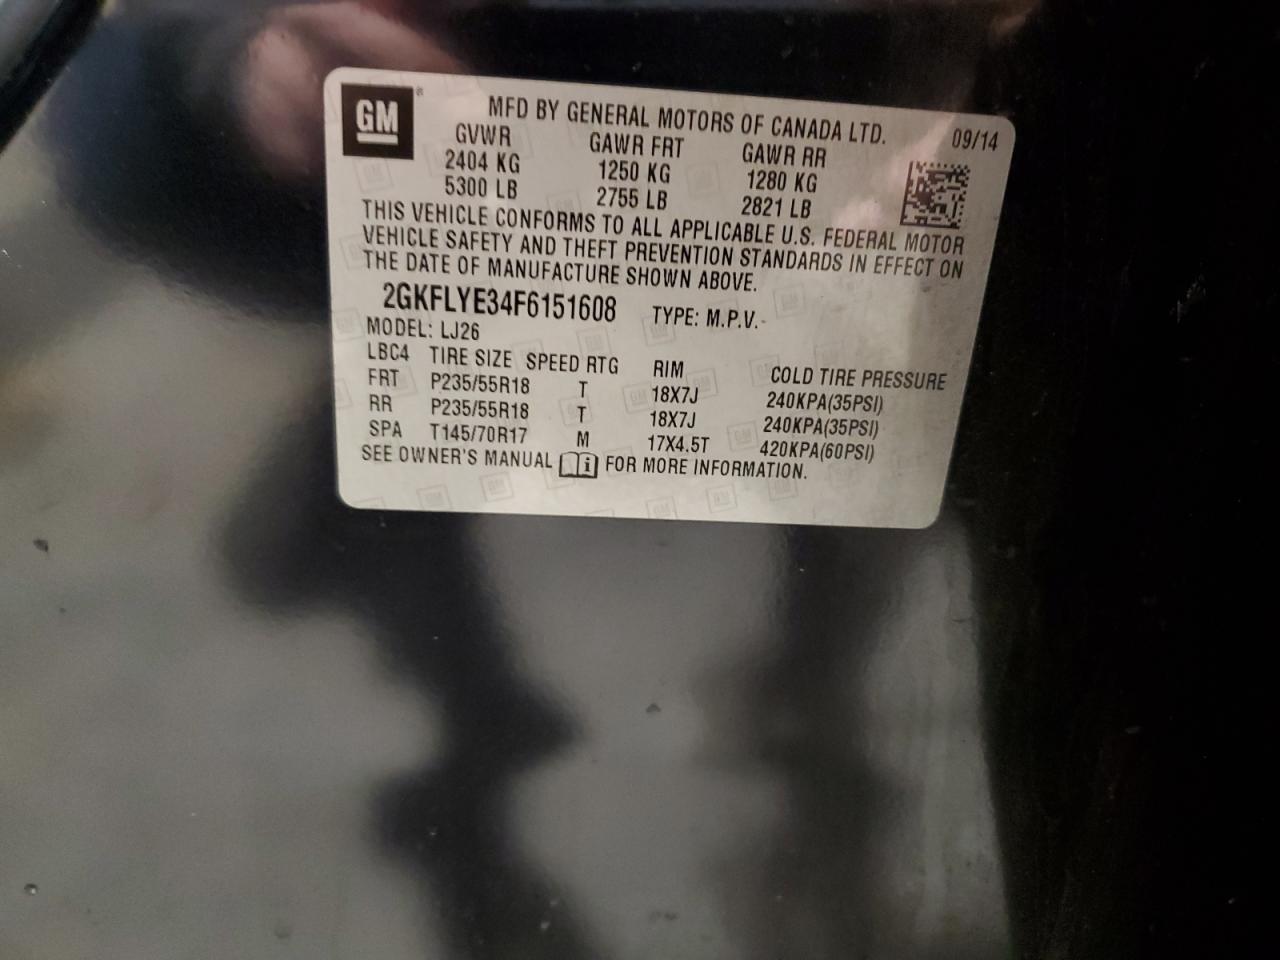 GM®
MFD BY GENERAL MOTORS OF CANADA LTD.
09/14
GVWR GAWR FRT GAWR RR
2404 KG 1250 KG 1280 KG
5300 LB 2755 LB 2821 LB
THIS VEHICLE CONFORMS TO ALL APPLICABLE U.S. FEDERAL MOTOR
VEHICLE SAFETY AND THEFT PREVENTION STANDARDS IN EFFECT ON
THE DATE OF MANUFACTURE SHOWN ABOVE.
2GKFLYE34F6151608 TYPE: M.P.V.
MODEL: LJ26
LBC4 TIRE SIZE SPEED RTG RIM COLD TIRE PRESSURE
FRT P235/55R18 T 18X7J 240KPA(35PSI)
RR P235/55R18 T 18X7J 240KPA(35PSI)
SPA T145/70R17 M 17X4.5T 420KPA(60PSI)
SEE OWNER'S MANUAL i FOR MORE INFORMATION.